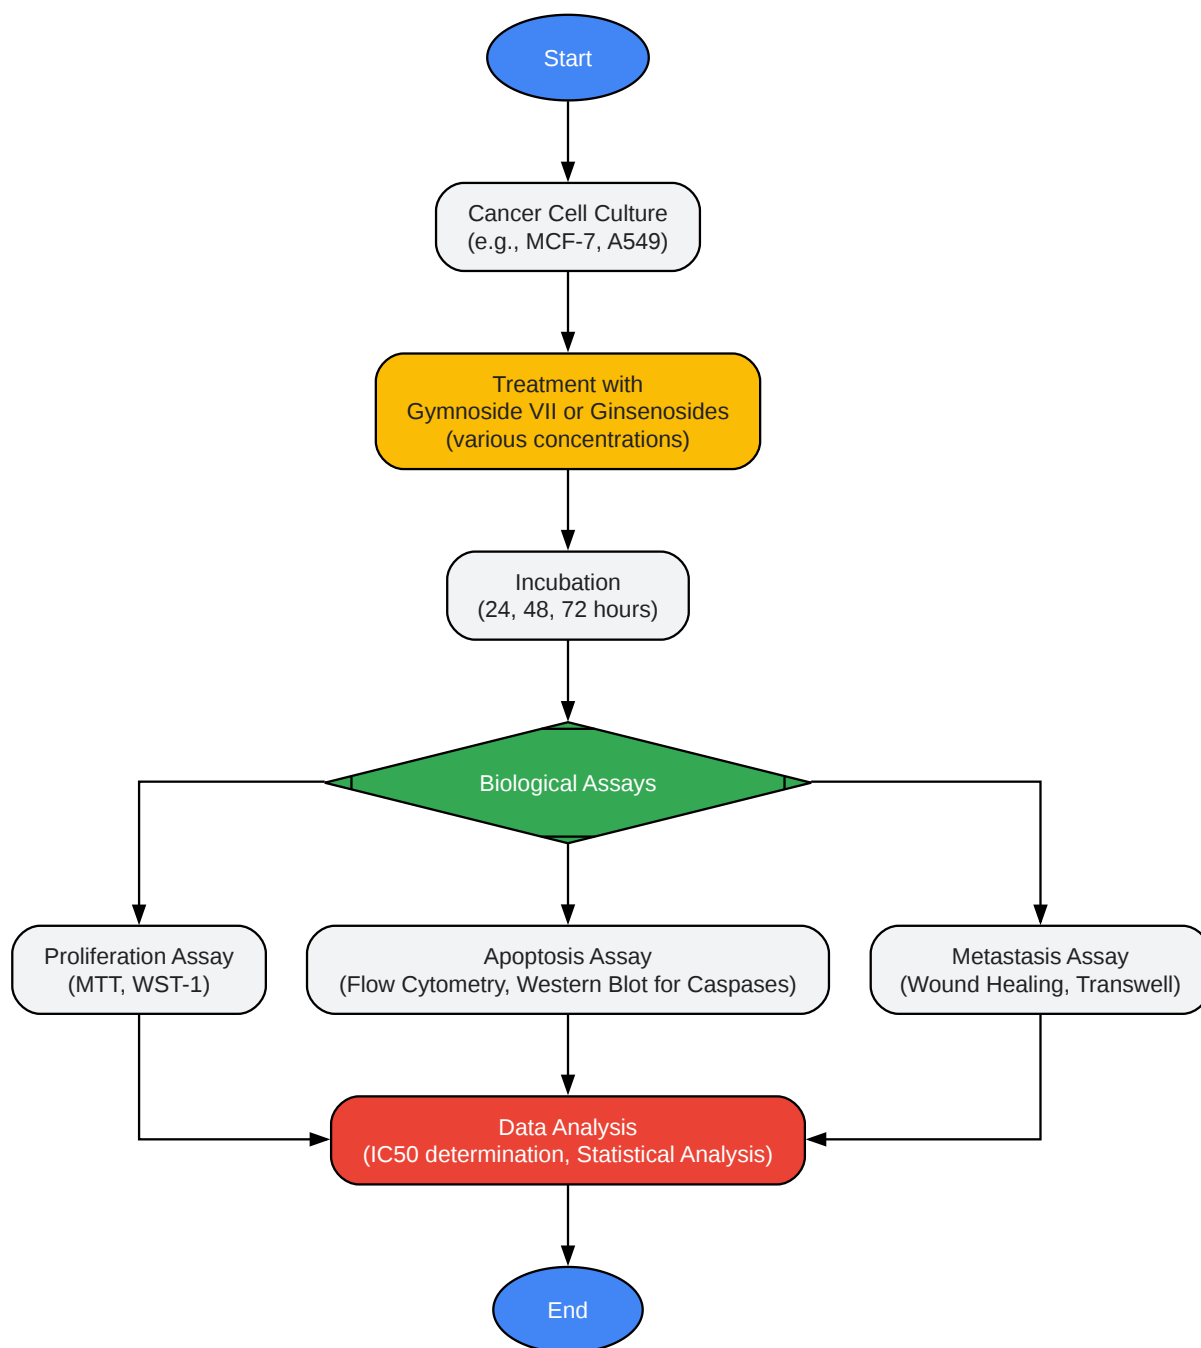 Start
Cancer Cell Culture
(e.g., MCF-7, A549)
Treatment with
Gymnoside VII or Ginsenosides
(various concentrations)
Incubation
(24, 48, 72 hours)
Biological Assays
Proliferation Assay
(MTT, WST-1)
Apoptosis Assay
(Flow Cytometry, Western Blot for Caspases)
Metastasis Assay
(Wound Healing, Transwell)
Data Analysis
(IC50 determination, Statistical Analysis)
End